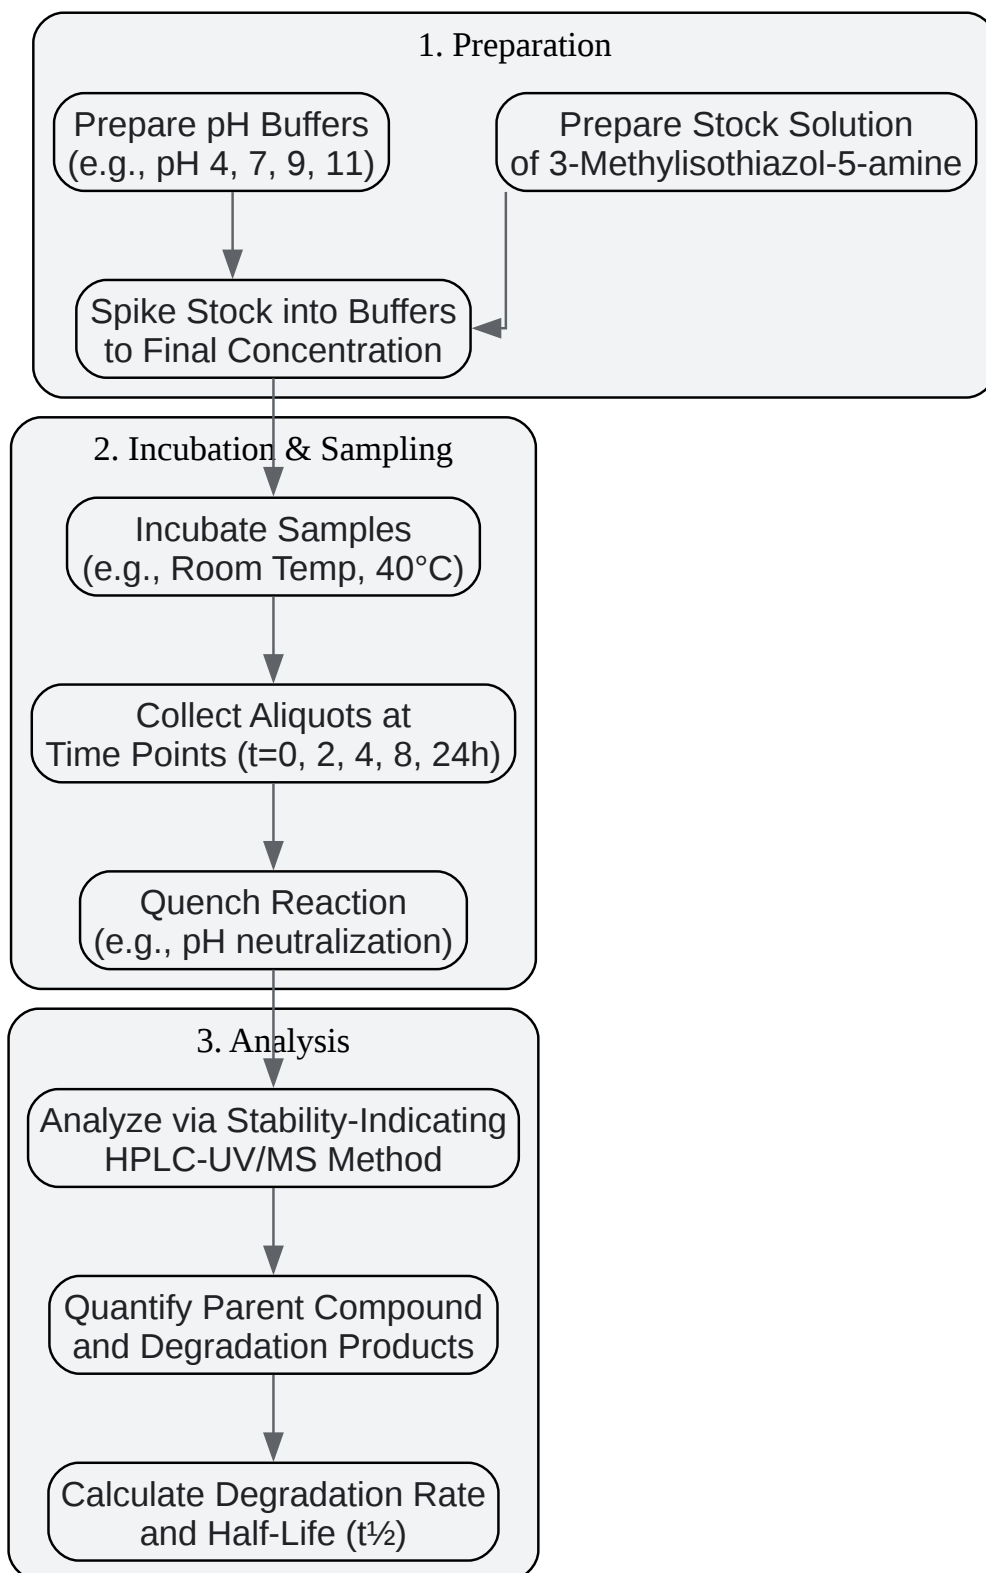 1. Preparation
Prepare pH Buffers
(e.g., pH 4, 7, 9, 11)
Prepare Stock Solution
of 3-Methylisothiazol-5-amine
Spike Stock into Buffers
to Final Concentration
2. Incubation & Sampling
Incubate Samples
(e.g., Room Temp, 40°C)
Collect Aliquots at
Time Points (t=0, 2, 4, 8, 24h)
Quench Reaction
(e.g., pH neutralization)
3. Analysis
Analyze via Stability-Indicating
HPLC-UV/MS Method
Quantify Parent Compound
and Degradation Products
Calculate Degradation Rate
and Half-Life (t½)